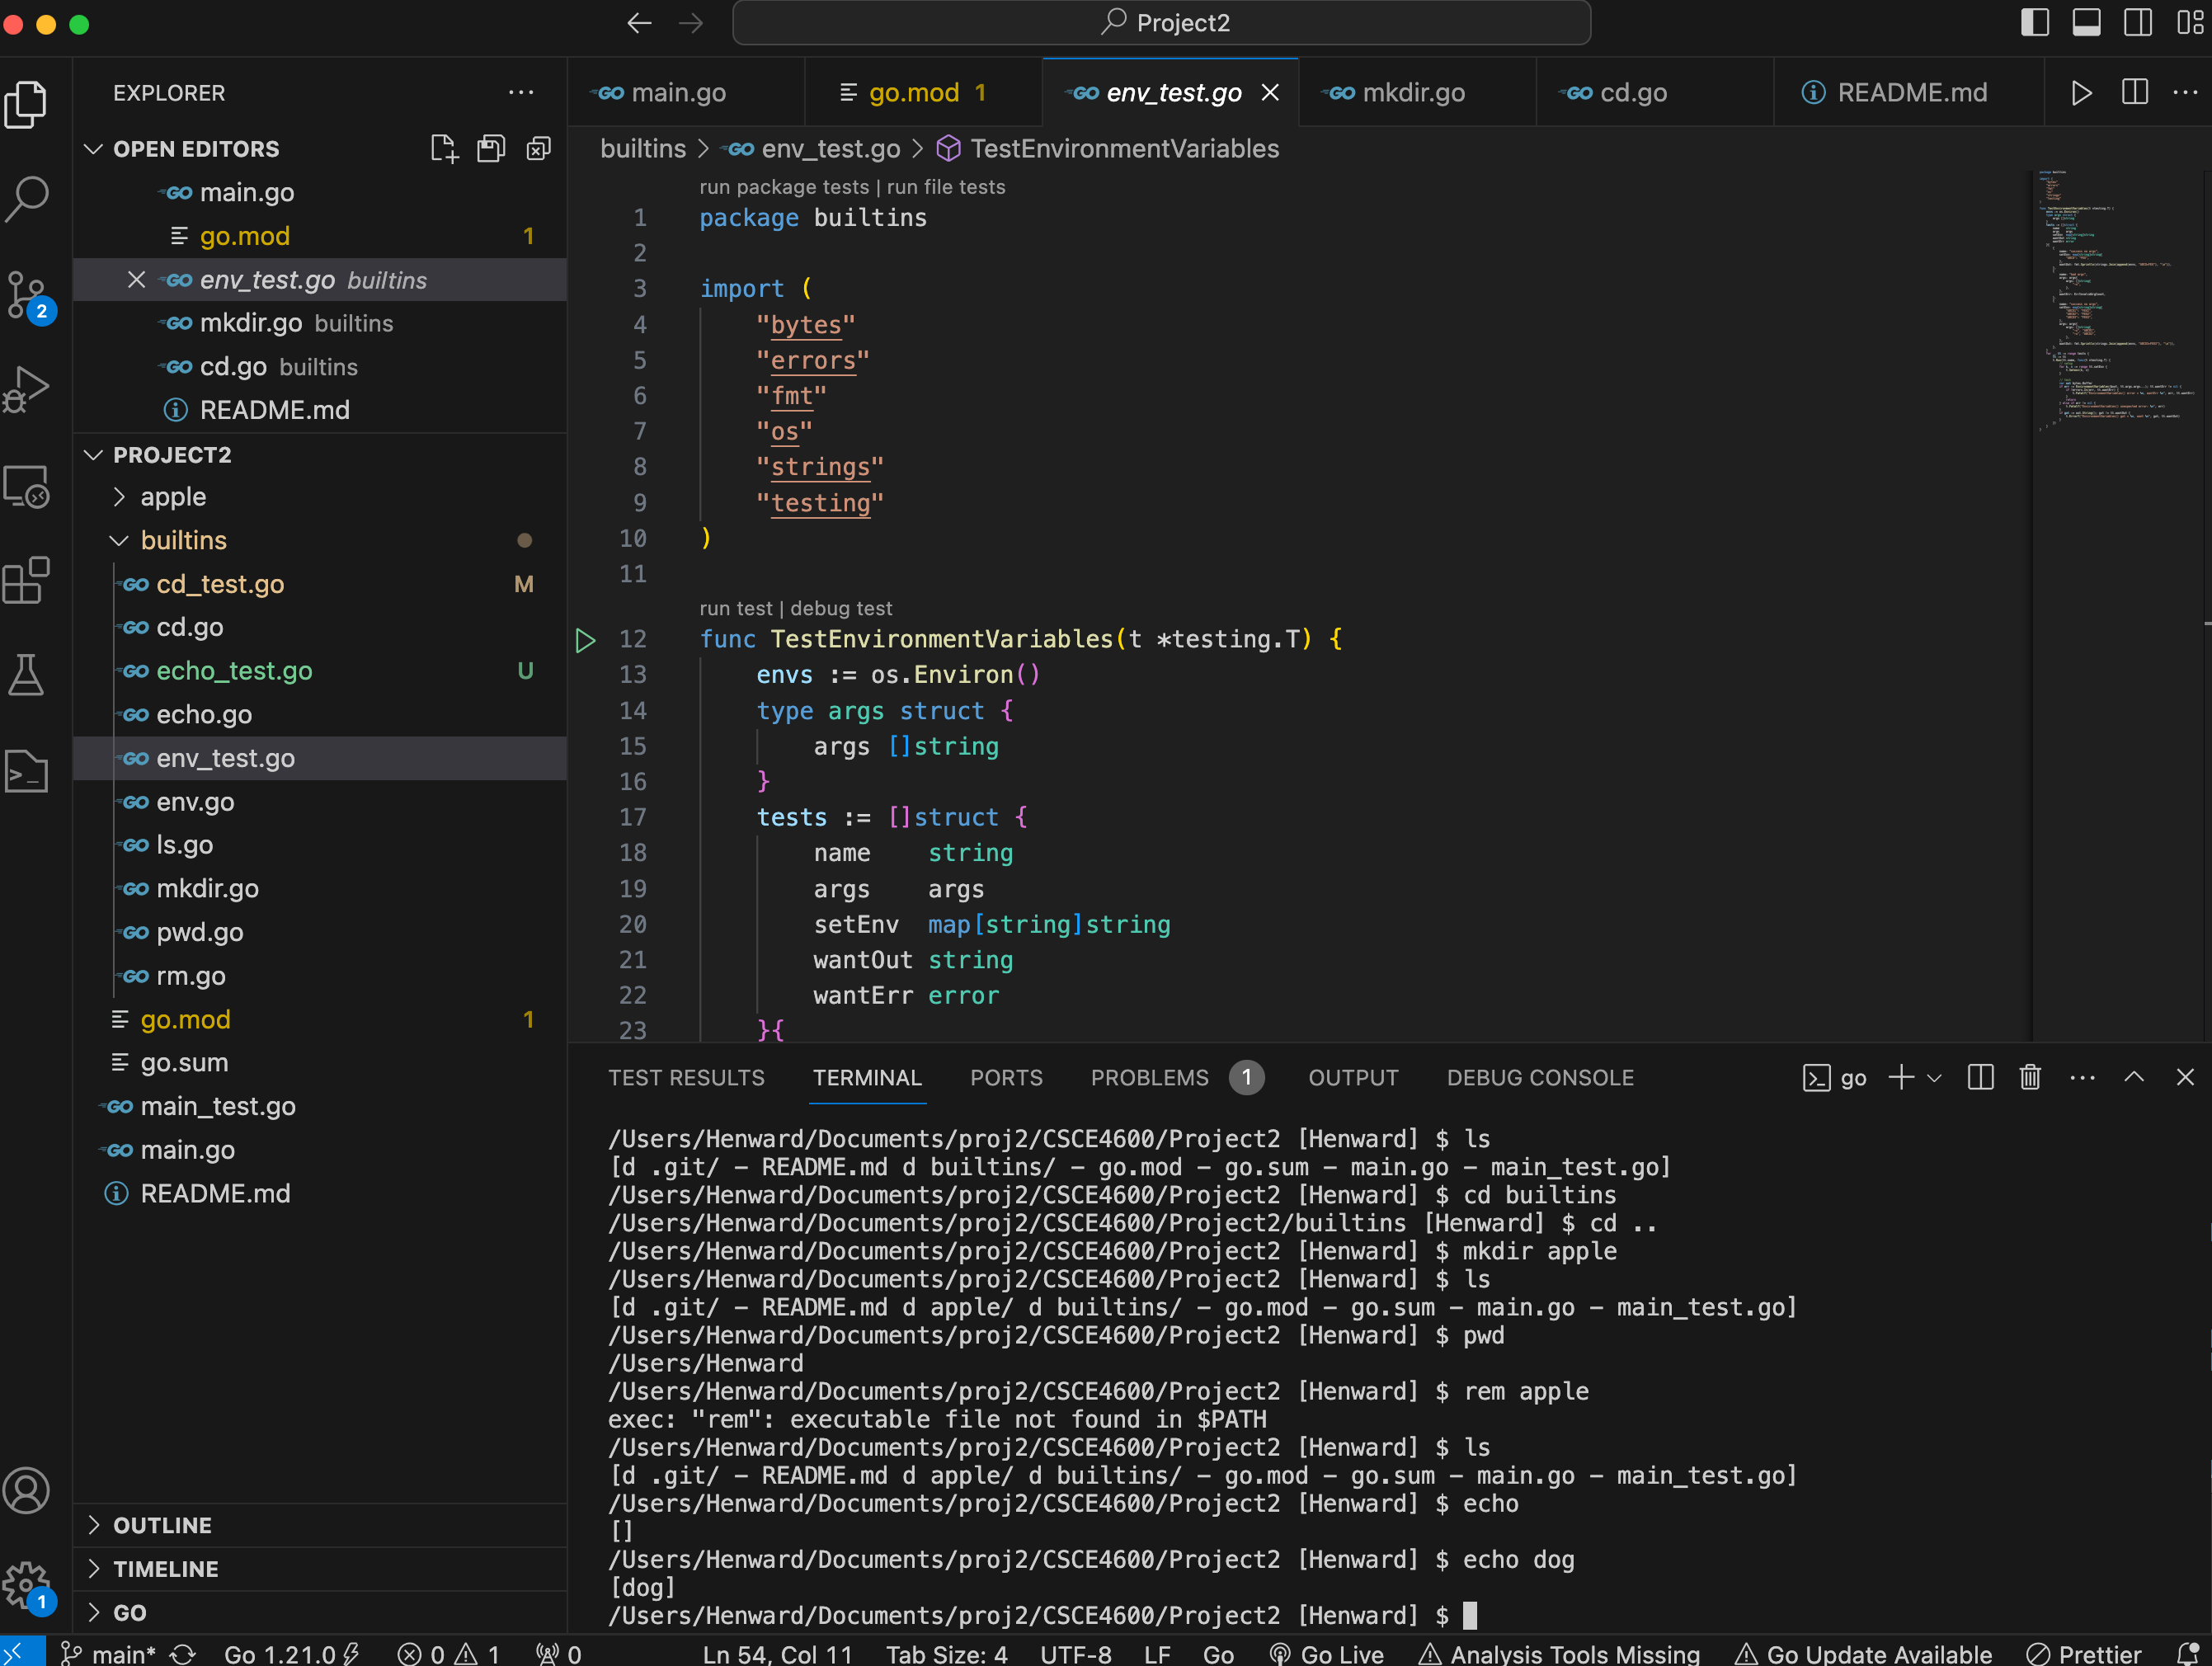 Project2
EXPLORER
OPEN EDITORS
main.go
go.mod 1
env_test.go builtins
mkdir.go builtins
cd.go builtins
README.md
PROJECT2
apple
builtins
cd_test.go M
cd.go
echo_test.go U
echo.go
env_test.go
env.go
ls.go
mkdir.go
pwd.go
rm.go
go.mod 1
go.sum
main_test.go
main.go
README.md
OUTLINE
TIMELINE
GO
2
1
main.go go.mod 1 env_test.go mkdir.go cd.go README.md
builtins > env_test.go > TestEnvironmentVariables
run package tests | run file tests
1 package builtins
2
3 import (
4 "bytes"
5 "errors"
6 "fmt"
7 "os"
8 "strings"
9 "testing"
10 )
11
run test | debug test
12 func TestEnvironmentVariables(t *testing.T) {
13 envs := os.Environ()
14 type args struct {
15 args []string
16 }
17 tests := []struct {
18 name string
19 args args
20 setEnv map[string]string
21 wantOut string
22 wantErr error
23 }{
TEST RESULTS TERMINAL PORTS PROBLEMS 1 OUTPUT DEBUG CONSOLE go
/Users/Henward/Documents/proj2/CSCE4600/Project2 [Henward] $ ls
[d .git/ - README.md d builtins/ - go.mod - go.sum - main.go - main_test.go]
/Users/Henward/Documents/proj2/CSCE4600/Project2 [Henward] $ cd builtins
/Users/Henward/Documents/proj2/CSCE4600/Project2/builtins [Henward] $ cd ..
/Users/Henward/Documents/proj2/CSCE4600/Project2 [Henward] $ mkdir apple
/Users/Henward/Documents/proj2/CSCE4600/Project2 [Henward] $ ls
[d .git/ - README.md d apple/ d builtins/ - go.mod - go.sum - main.go - main_test.go]
/Users/Henward/Documents/proj2/CSCE4600/Project2 [Henward] $ pwd
/Users/Henward
/Users/Henward/Documents/proj2/CSCE4600/Project2 [Henward] $ rem apple
exec: "rem": executable file not found in $PATH
/Users/Henward/Documents/proj2/CSCE4600/Project2 [Henward] $ ls
[d .git/ - README.md d apple/ d builtins/ - go.mod - go.sum - main.go - main_test.go]
/Users/Henward/Documents/proj2/CSCE4600/Project2 [Henward] $ echo
[]
/Users/Henward/Documents/proj2/CSCE4600/Project2 [Henward] $ echo dog
[dog]
/Users/Henward/Documents/proj2/CSCE4600/Project2 [Henward] $
main* Go 1.21.0 0 1 0 Ln 54, Col 11 Tab Size: 4 UTF-8 LF Go Go Live Analysis Tools Missing Go Update Available Prettier